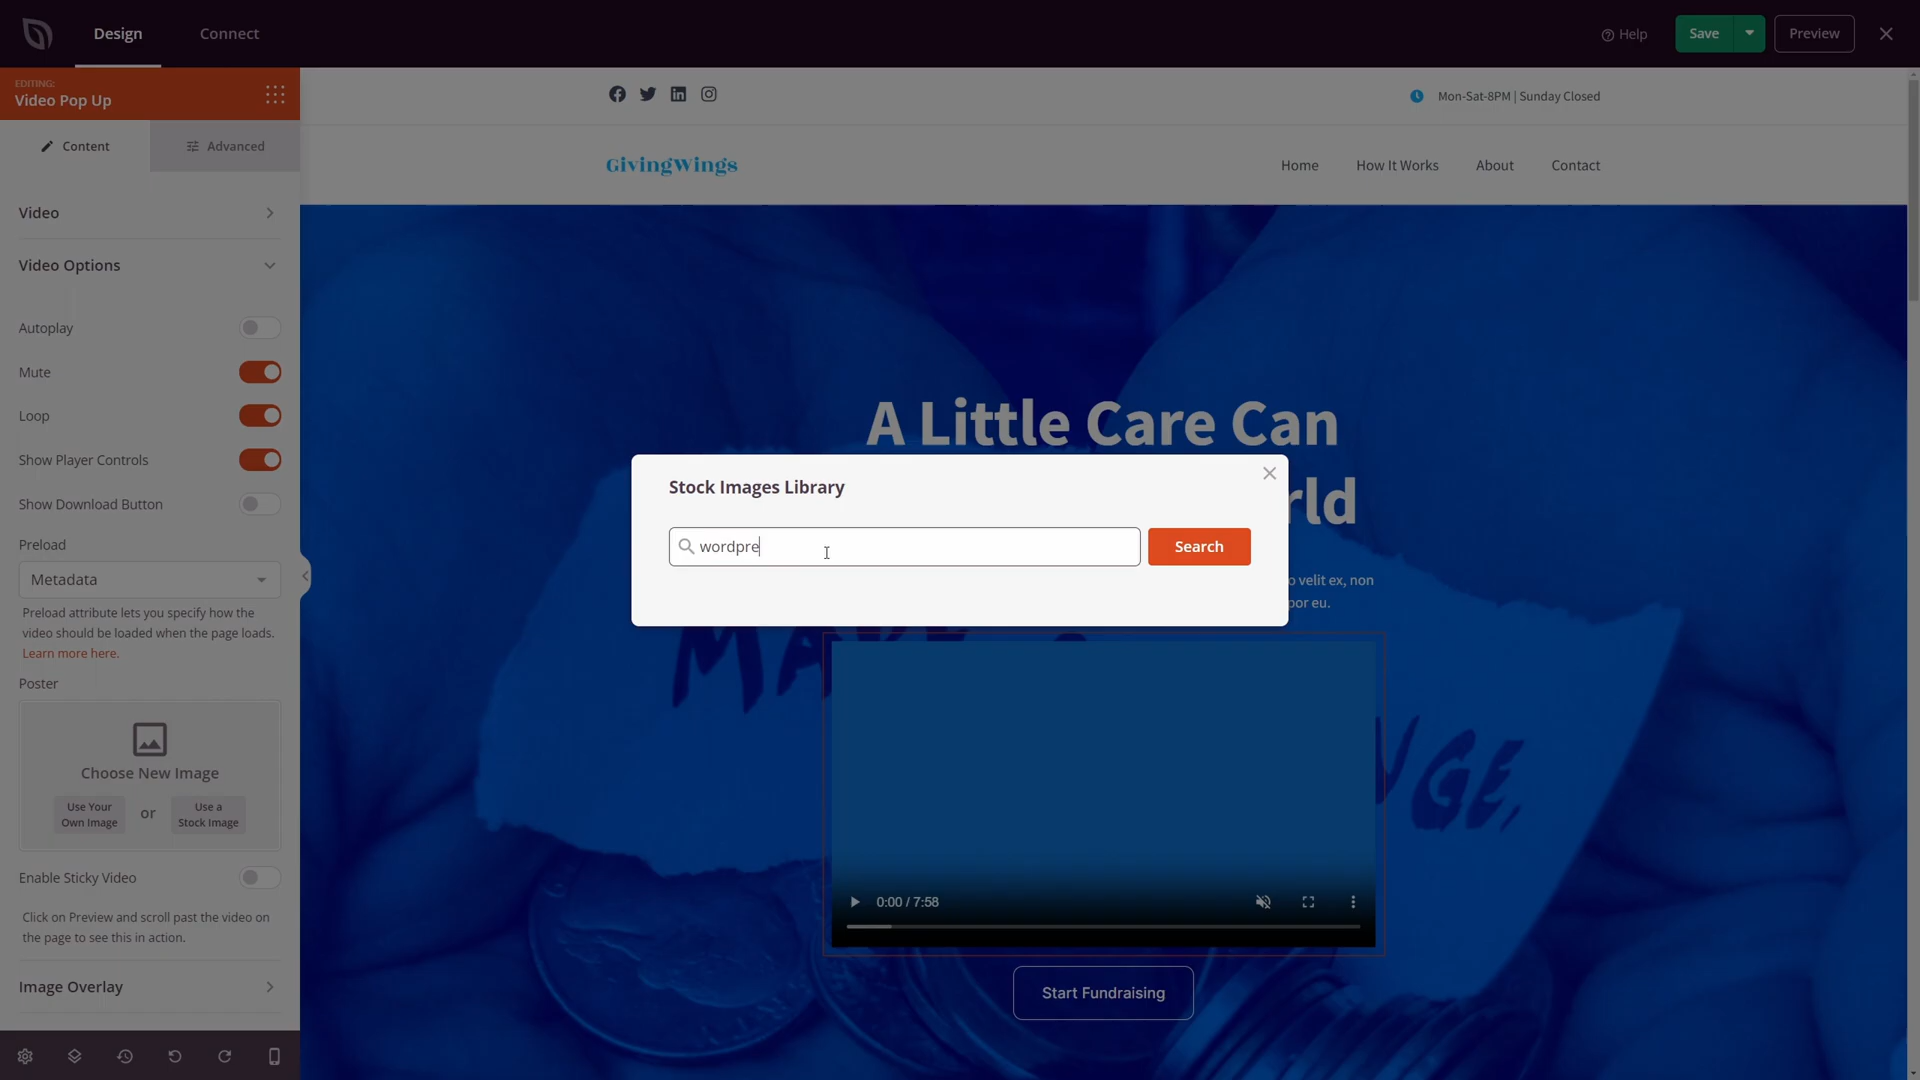 Design
Connect
Help
Save
Preview
EDITING:
Video Pop Up
Content
Advanced
Video
Video Options
Autoplay
Mute
Loop
Show Player Controls
Show Download Button
Preload
Metadata
Preload attribute lets you specify how the
video should be loaded when the page loads.
Learn more here.
Poster
Choose New Image
Use Your
Own Image
or
Use a
Stock Image
Enable Sticky Video
Click on Preview and scroll past the video on
the page to see this in action.
Image Overlay
Mon-Sat-8PM | Sunday Closed
GivingWings
Home
How It Works
About
Contact
A Little Care Can
rld
Stock Images Library
wordpre
Search
o velit ex, non
por eu.
0:00 / 7:58
Start Fundraising